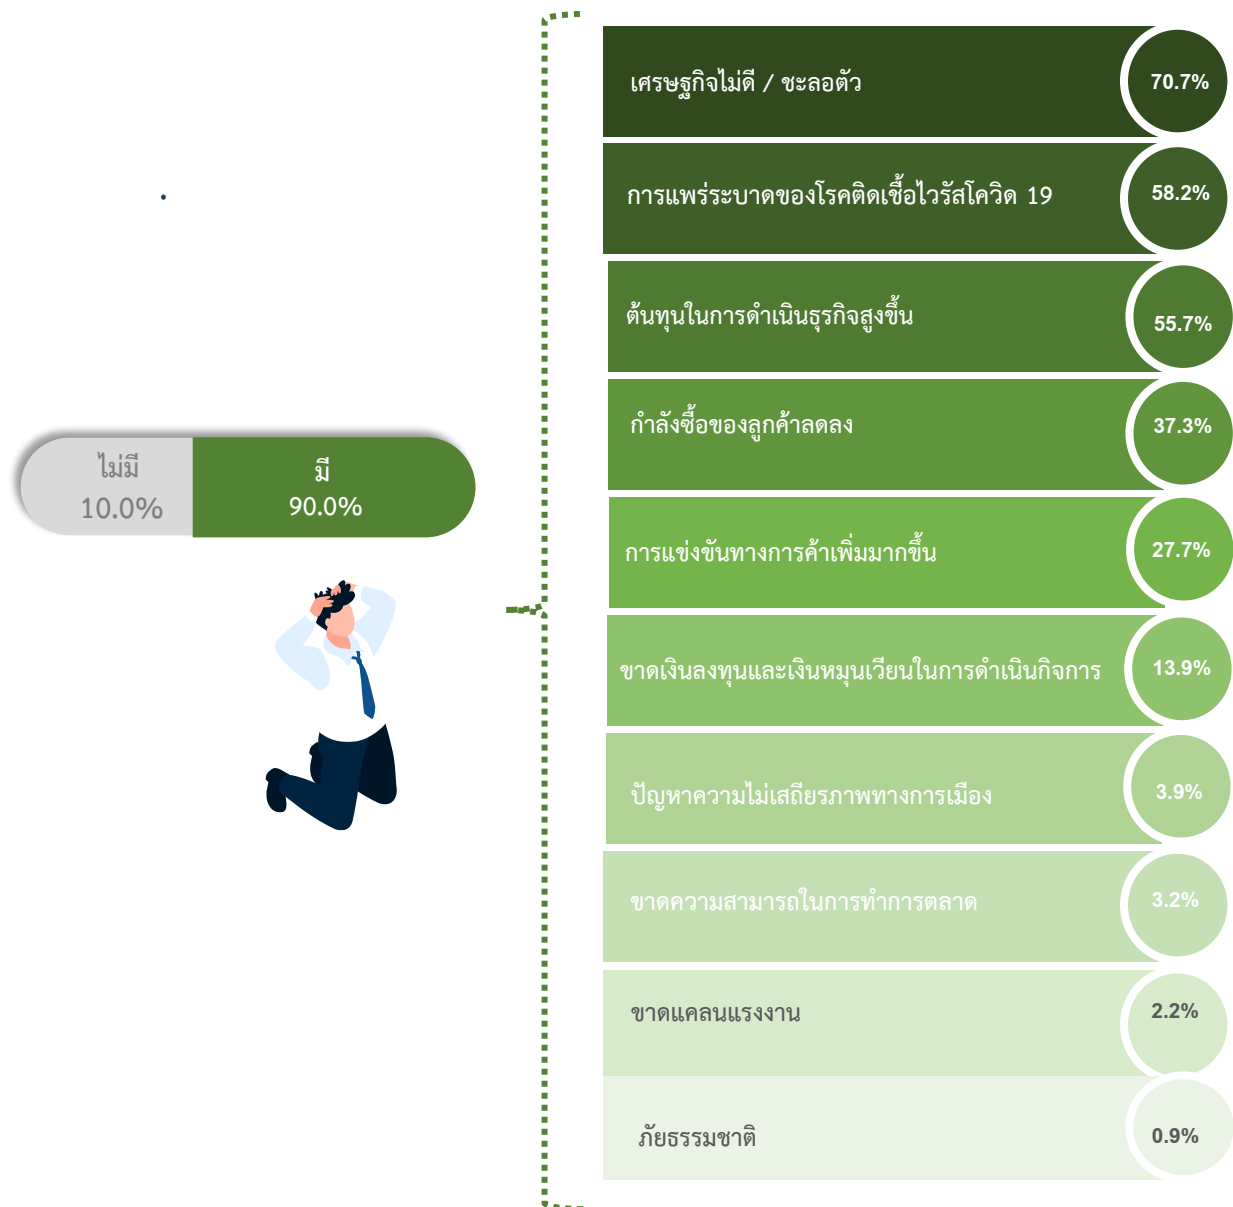 ไม่มี
10.0%
มี
90.0%
เศรษฐกิจไม่ดี / ชะลอตัว 70.7%
การแพร่ระบาดของโรคติดเชื้อไวรัสโควิด 19 58.2%
ต้นทุนในการดำเนินธุรกิจสูงขึ้น 55.7%
กำลังซื้อของลูกค้าลดลง 37.3%
การแข่งขันทางการค้าเพิ่มมากขึ้น 27.7%
ขาดเงินลงทุนและเงินหมุนเวียนในการดำเนินกิจการ 13.9%
ปัญหาความไม่เสถียรภาพทางการเมือง 3.9%
ขาดความสามารถในการทำการตลาด 3.2%
ขาดแคลนแรงงาน 2.2%
ภัยธรรมชาติ 0.9%